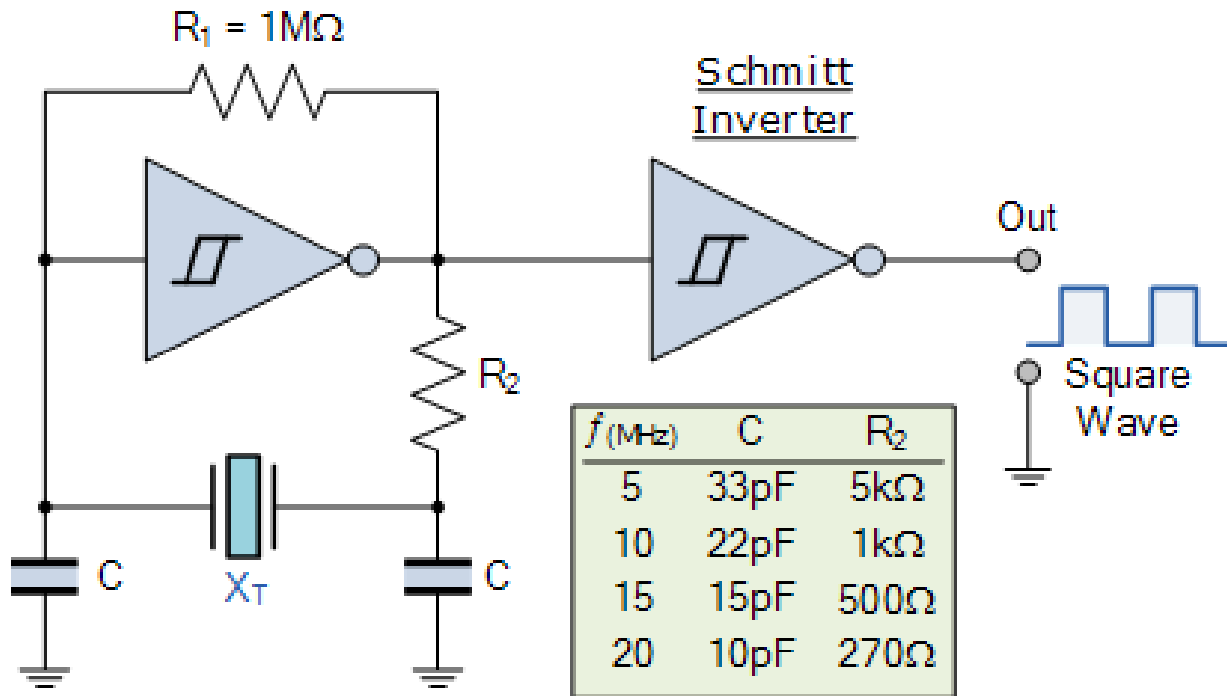 R₁ = 1MΩ
Schmitt
Inverter
Out
R₂
Square
Wave
C
X_T
C
f (MHz) C R₂
5 33pF 5kΩ
10 22pF 1kΩ
15 15pF 500Ω
20 10pF 270Ω